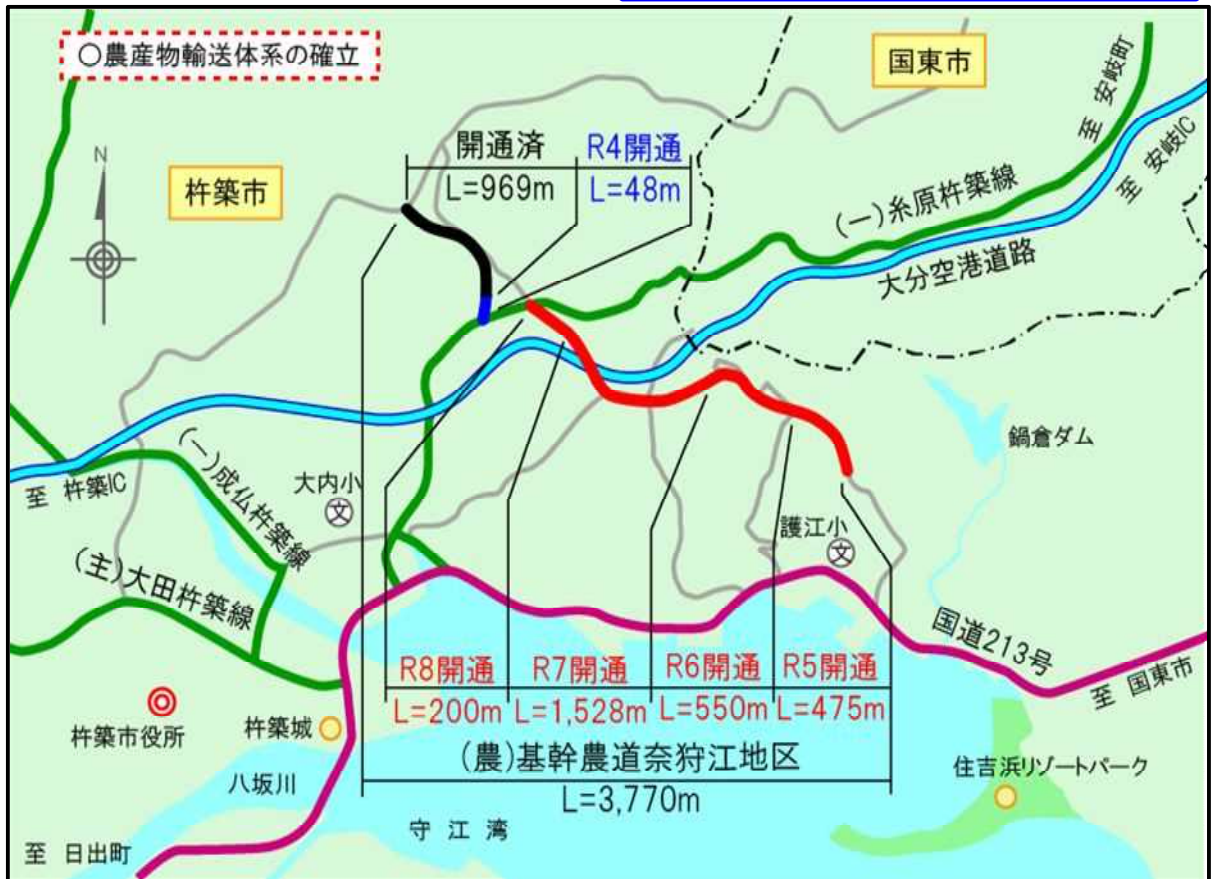 ○農産物輸送体系の確立
国東市
至 安岐町
至 安岐IC
N
杵築市
開通済
R4開通
L=969m
L=48m
(一)糸原杵築線
大分空港道路
鍋倉ダム
至 杵築IC
(一)成仏杵築線
大内小
文
護江小
文
(主)大田杵築線
国道213号
至 国東市
R8開通
R7開通
R6開通
R5開通
L=200m
L=1,528m
L=550m
L=475m
杵築市役所
杵築城
(農)基幹農道奈狩江地区
L=3,770m
住吉浜リゾートパーク
八坂川
守江湾
至 日出町